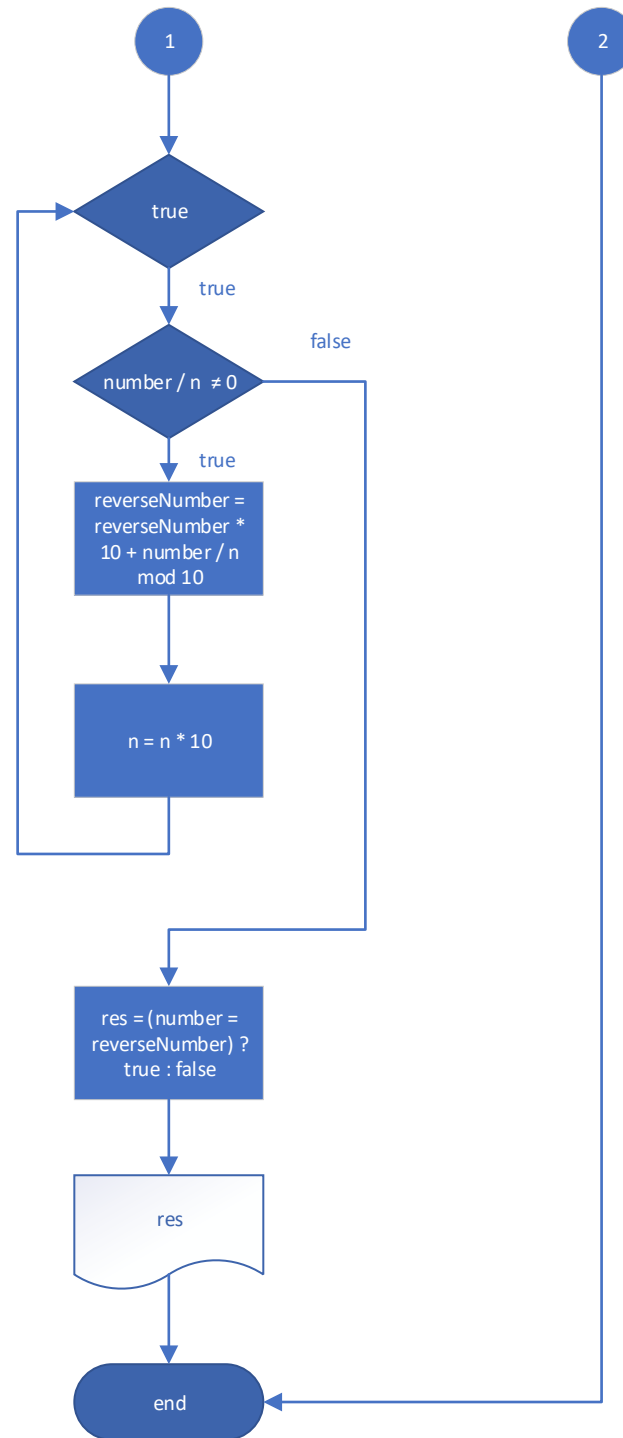 1
2
true
true
false
number / n ≠ 0
true
reverseNumber =
reverseNumber *
10 + number / n
mod 10
n = n * 10
res = (number =
reverseNumber) ?
true : false
res
end